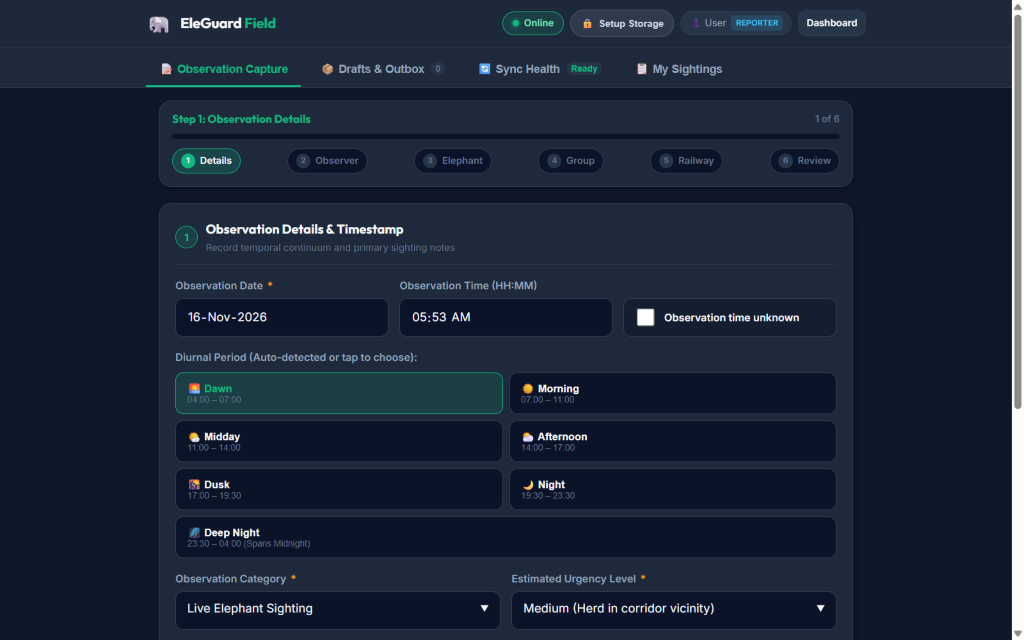 EleGuard Field
Online
Setup Storage
User REPORTER
Dashboard
Observation Capture
Drafts & Outbox 0
Sync Health Ready
My Sightings
Step 1: Observation Details
1 of 6
1 Details
2 Observer
3 Elephant
4 Group
5 Railway
6 Review
1
Observation Details & Timestamp
Record temporal continuum and primary sighting notes
Observation Date *
Observation Time (HH:MM)
16-Nov-2026
05:53 AM
Observation time unknown
Diurnal Period (Auto-detected or tap to choose):
Dawn
04:00 – 07:00
Morning
07:00 – 11:00
Midday
11:00 – 14:00
Afternoon
14:00 – 17:00
Dusk
17:00 – 19:30
Night
19:30 – 23:30
Deep Night
23:30 – 04:00 (Spans Midnight)
Observation Category *
Estimated Urgency Level *
Live Elephant Sighting
Medium (Herd in corridor vicinity)